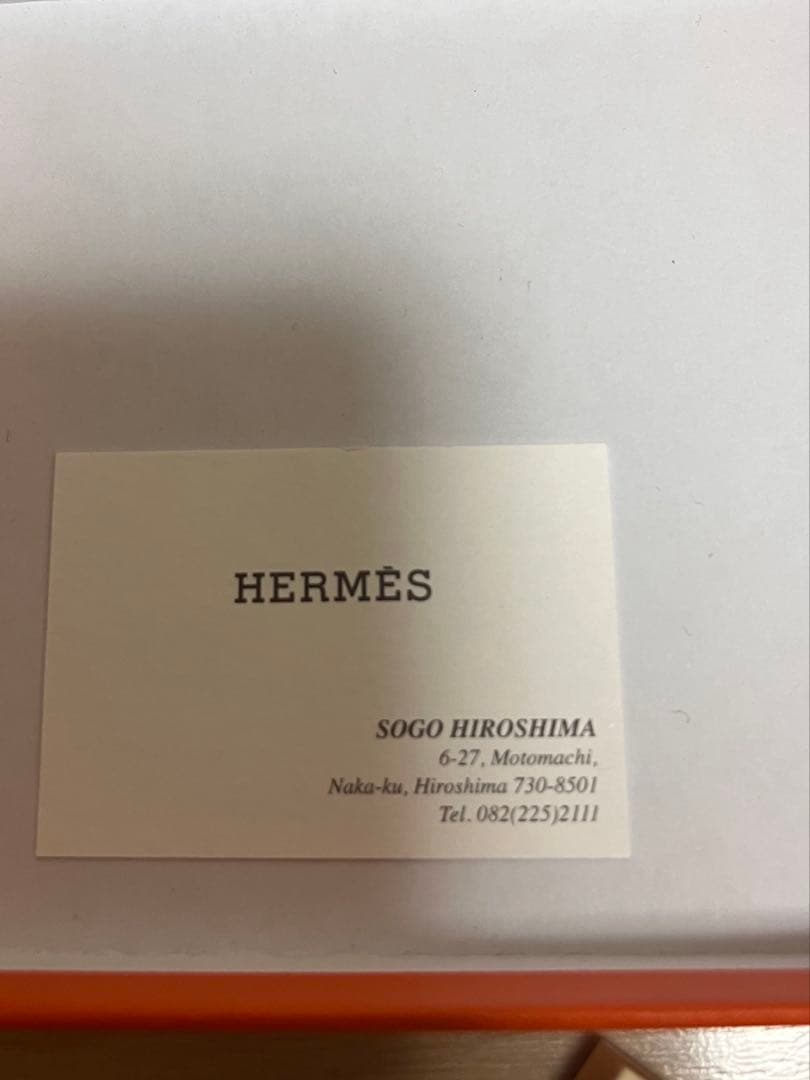 HERMÈS
SOGO HIROSHIMA
6-27, Motomachi,
Naka-ku, Hiroshima 730-8501
Tel. 082(225)2111